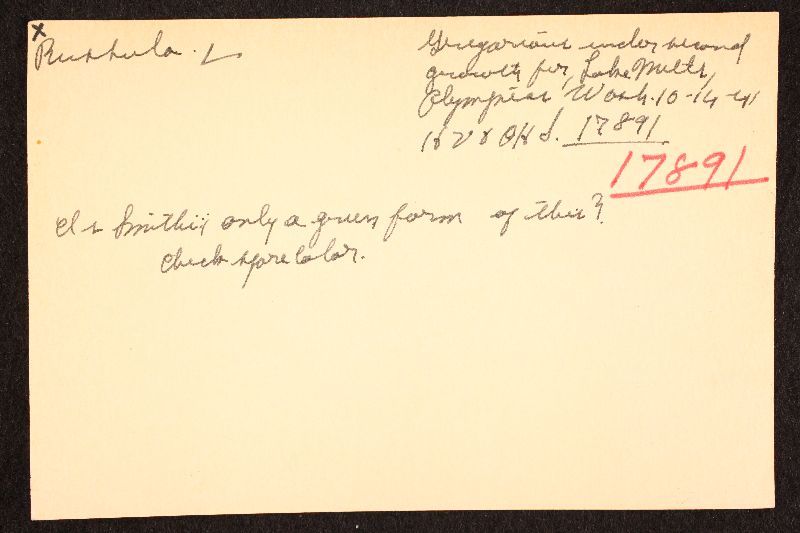 x
Russula.
Gregarious under second
growth fir, Lake Mills,
Olympics Wash. 10-14-41
17891
17891
Is Smithii only a green form of this?
Check spore color.